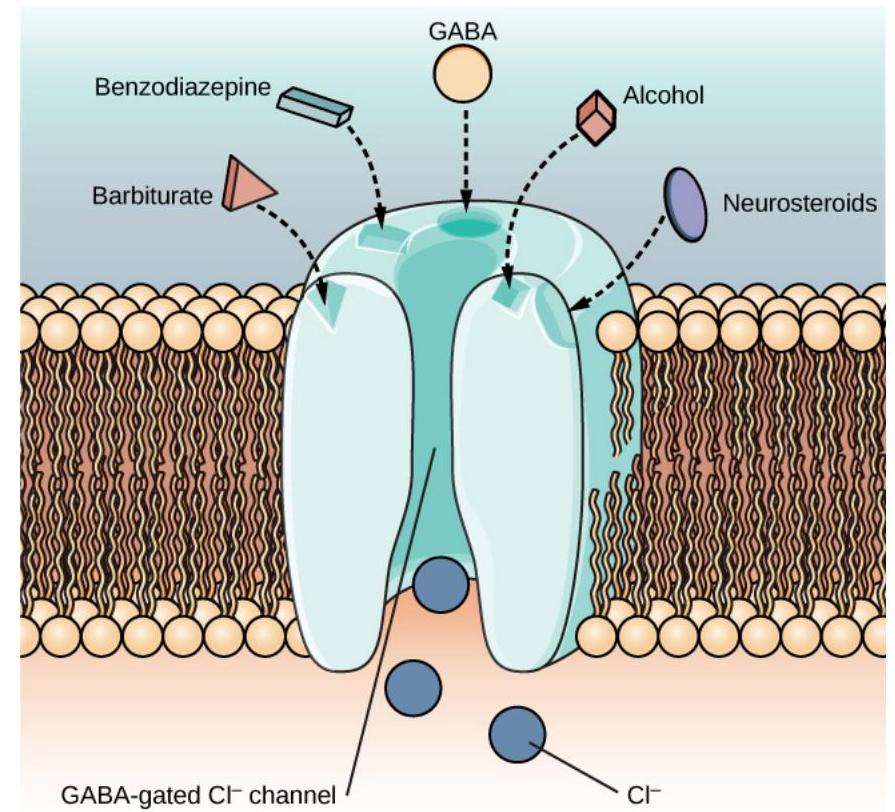 GABA
Benzodiazepine
Alcohol
Barbiturate
Neurosteroids
GABA-gated Cl⁻ channel
Cl⁻